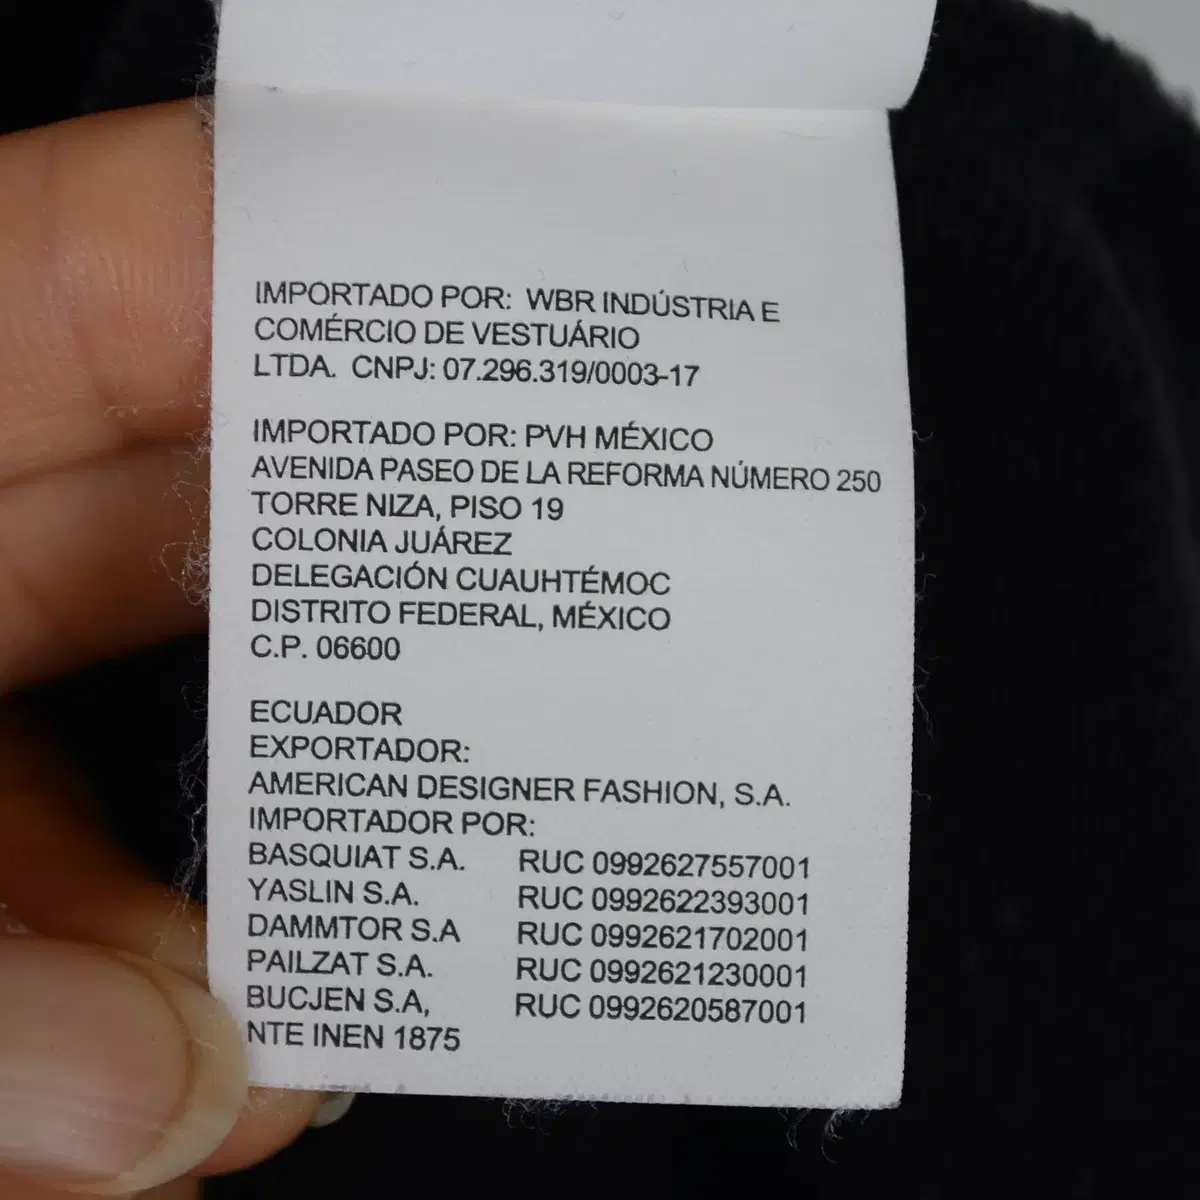 IMPORTADO POR: WBR INDÚSTRIA E
COMÉRCIO DE VESTUÁRIO
LTDA. CNPJ: 07.296.319/0003-17
IMPORTADO POR: PVH MÉXICO
AVENIDA PASEO DE LA REFORMA NÚMERO 250
TORRE NIZA, PISO 19
COLONIA JUÁREZ
DELEGACIÓN CUAUHTÉMOC
DISTRITO FEDERAL, MÉXICO
C.P. 06600
ECUADOR
EXPORTADOR:
AMERICAN DESIGNER FASHION, S.A.
IMPORTADOR POR:
BASQUIAT S.A. RUC 0992627557001
YASLIN S.A. RUC 0992622393001
DAMMTOR S.A RUC 0992621702001
PAILZAT S.A. RUC 0992621230001
BUCJEN S.A, RUC 0992620587001
NTE INEN 1875